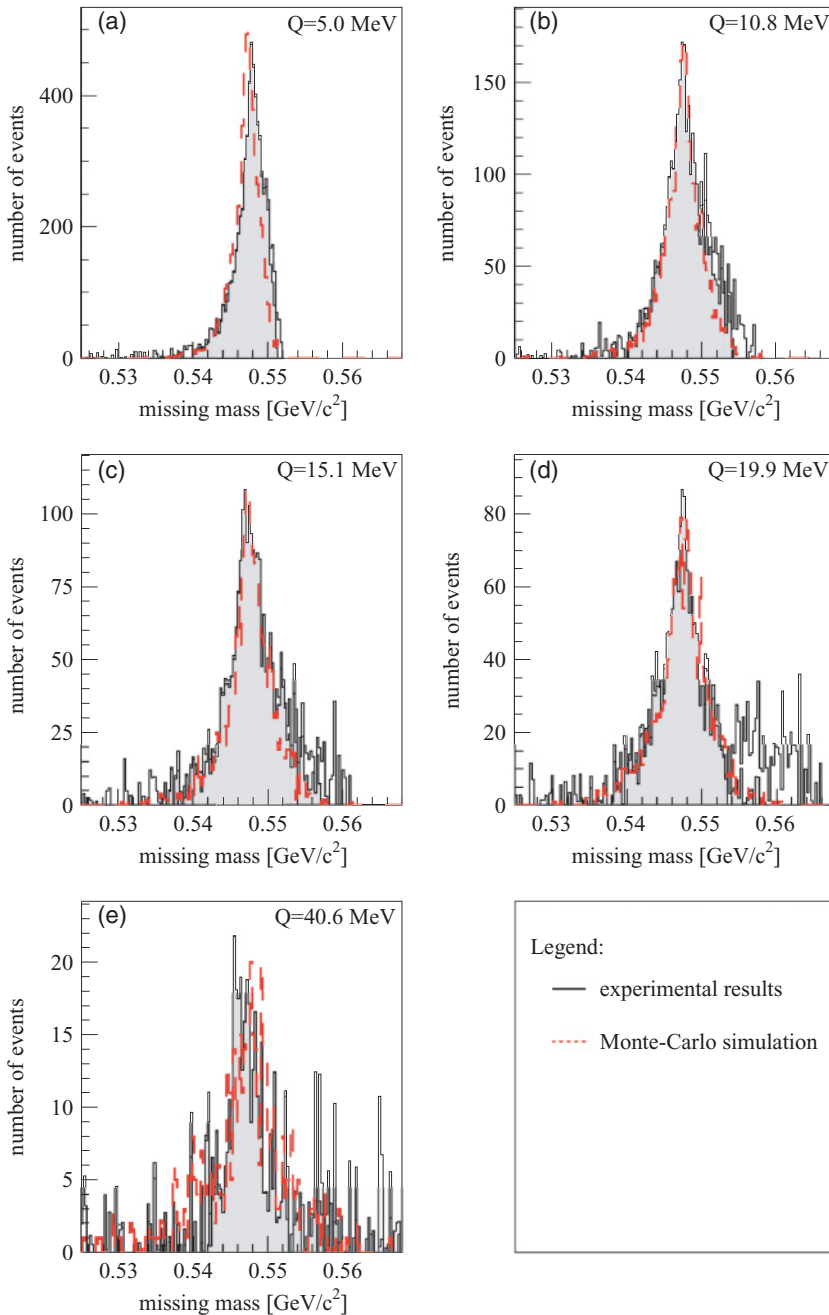 (a)
Q=5.0 MeV
number of events
400
200
0
0.53 0.54 0.55 0.56
missing mass [GeV/c²]
(b)
Q=10.8 MeV
number of events
150
100
50
0
0.53 0.54 0.55 0.56
missing mass [GeV/c²]
(c)
Q=15.1 MeV
number of events
100
75
50
25
0
0.53 0.54 0.55 0.56
missing mass [GeV/c²]
(d)
Q=19.9 MeV
number of events
80
60
40
20
0
0.53 0.54 0.55 0.56
missing mass [GeV/c²]
(e)
Q=40.6 MeV
number of events
20
15
10
5
0
0.53 0.54 0.55 0.56
missing mass [GeV/c²]
Legend:
experimental results
Monte-Carlo simulation